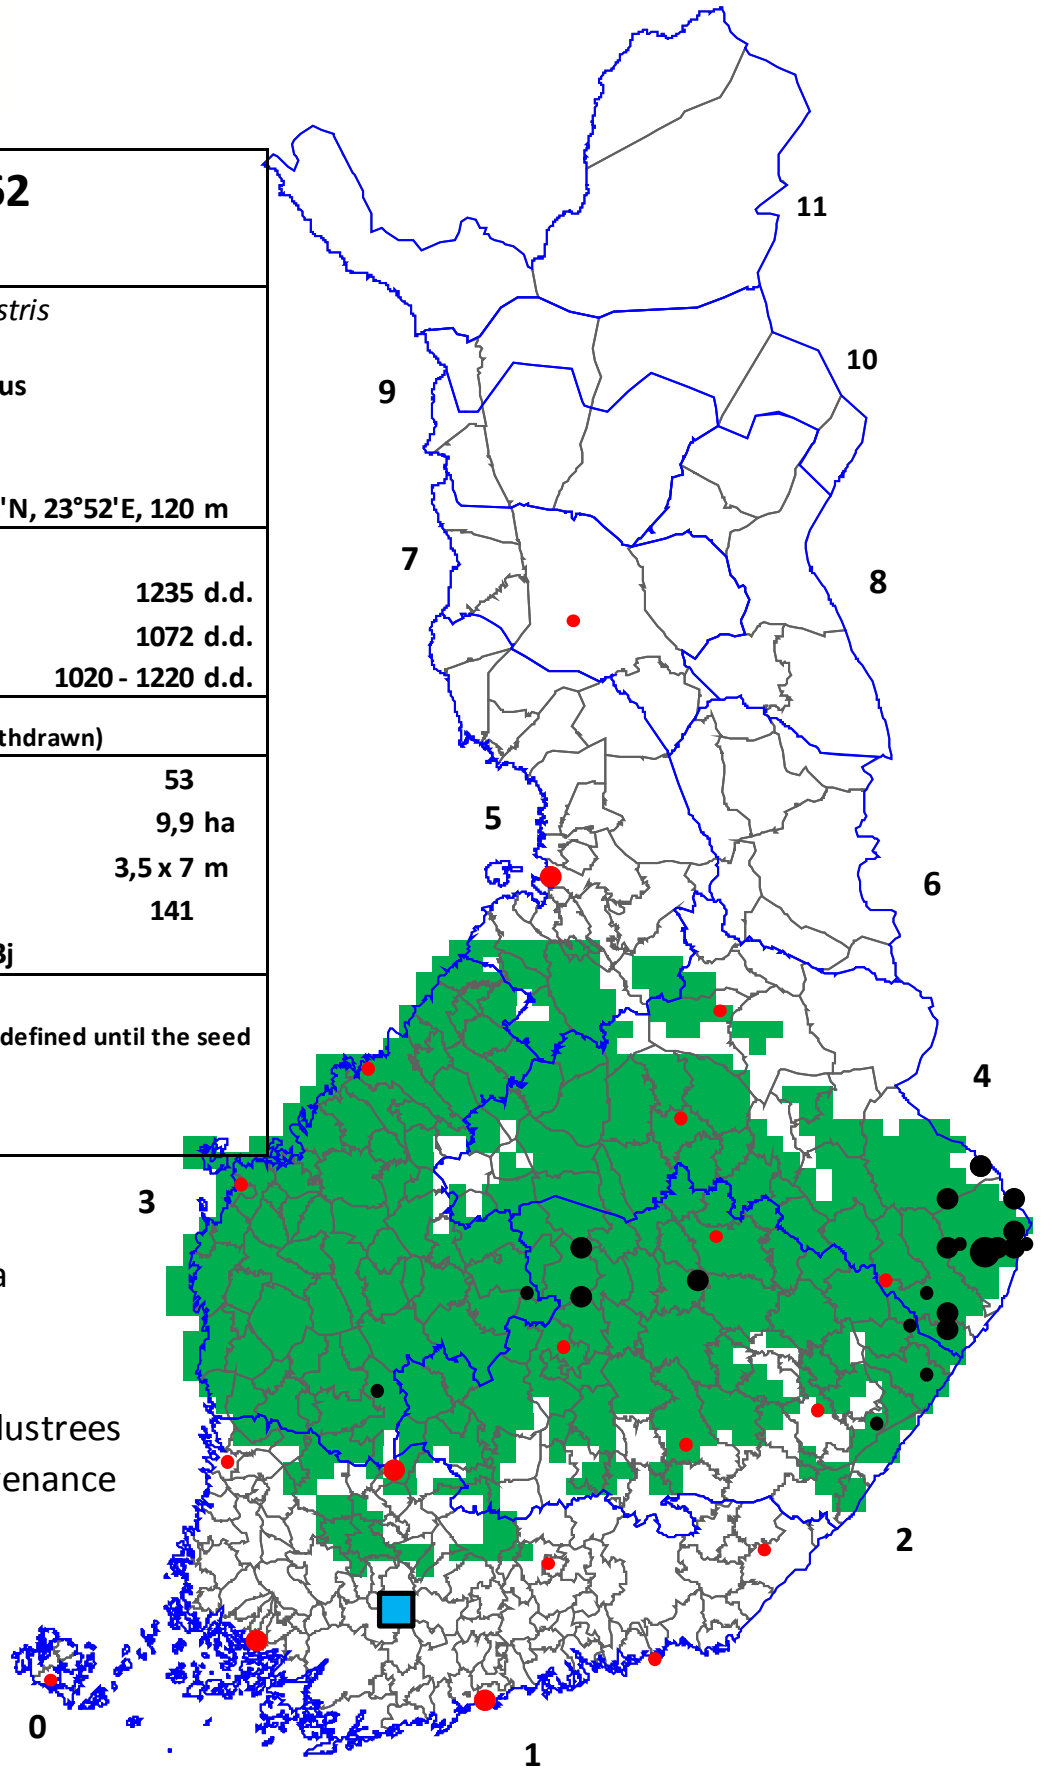 52
stris
us
'N, 23°52'E, 120 m
1235 d.d.
1072 d.d.
1020 - 1220 d.d.
thdrawn)
53
9,9 ha
3,5 x 7 m
141
3j
defined until the seed
a
lustrees
venance
11
10
9
8
7
6
5
4
3
2
1
0